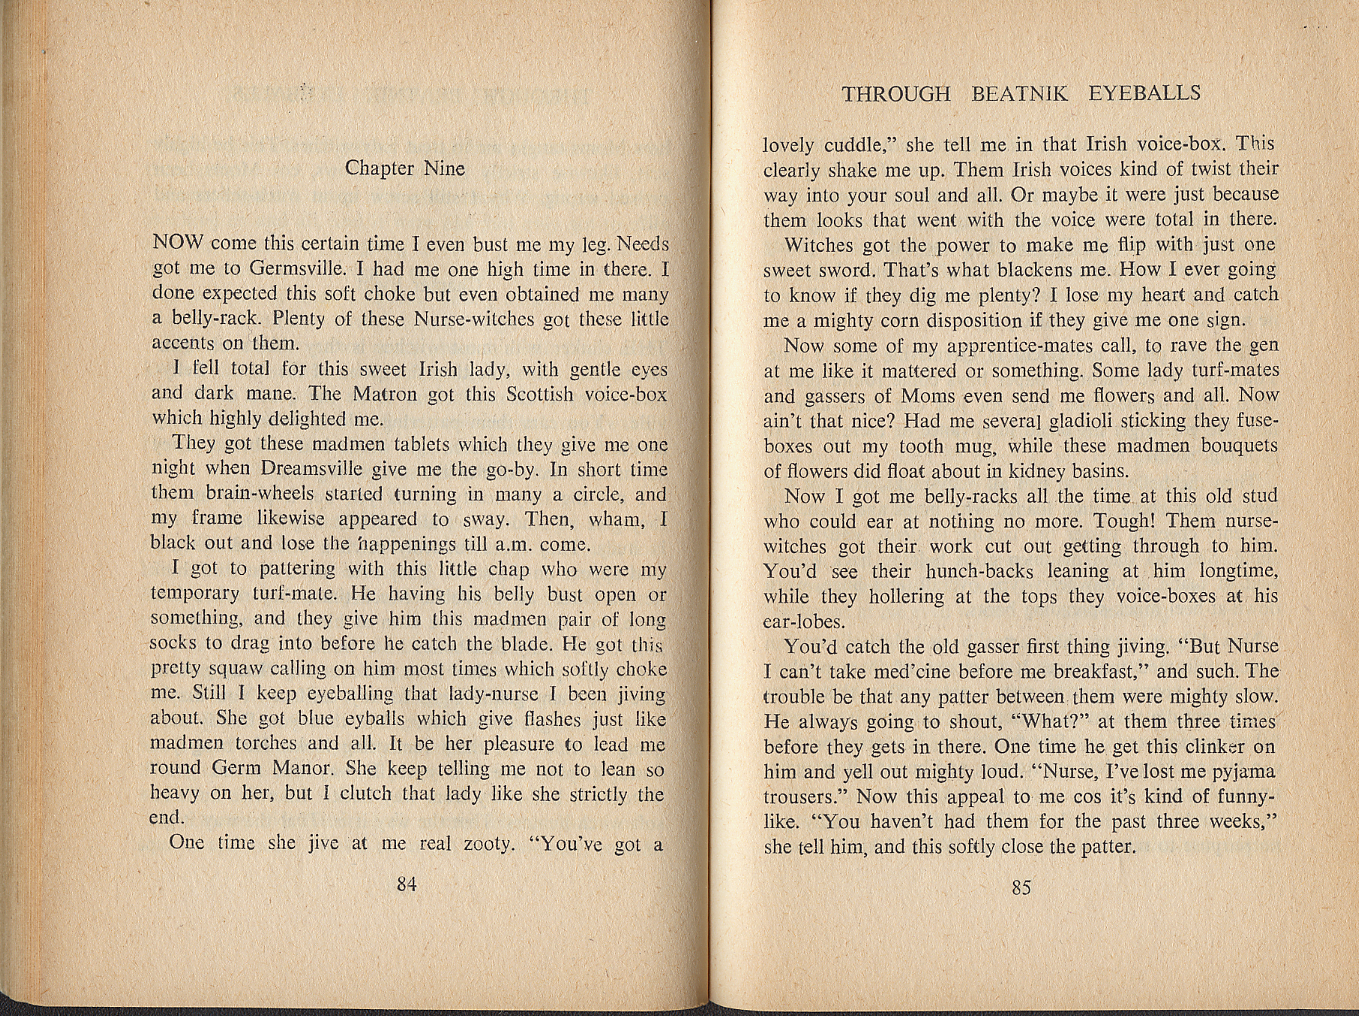 Chapter Nine
NOW come this certain time I even bust me my leg. Needs
got me to Germsville. I had me one high time in there. I
done expected this soft choke but even obtained me many
a belly-rack. Plenty of these Nurse-witches got these little
accents on them.
I fell total for this sweet Irish lady, with gentle eyes
and dark mane. The Matron got this Scottish voice-box
which highly delighted me.
They got these madmen tablets which they give me one
night when Dreamsville give me the go-by. In short time
them brain-wheels started turning in many a circle, and
my frame likewise appeared to sway. Then, wham, I
black out and lose the happenings till a.m. come.
I got to pattering with this little chap who were my
temporary turf-mate. He having his belly bust open or
something, and they give him this madmen pair of long
socks to drag into before he catch the blade. He got this
pretty squaw calling on him most times which softly choke
me. Still I keep eyeballing that lady-nurse I been jiving
about. She got blue eyballs which give flashes just like
madmen torches and all. It be her pleasure to lead me
round Germ Manor. She keep telling me not to lean so
heavy on her, but I clutch that lady like she strictly the
end.
One time she jive at me real zooty. “You’ve got a
84
THROUGH BEATNIK EYEBALLS
lovely cuddle,” she tell me in that Irish voice-box. This
clearly shake me up. Them Irish voices kind of twist their
way into your soul and all. Or maybe it were just because
them looks that went with the voice were total in there.
Witches got the power to make me flip with just one
sweet sword. That’s what blackens me. How I ever going
to know if they dig me plenty? I lose my heart and catch
me a mighty corn disposition if they give me one sign.
Now some of my apprentice-mates call, to rave the gen
at me like it mattered or something. Some lady turf-mates
and gassers of Moms even send me flowers and all. Now
ain’t that nice? Had me several gladioli sticking they fuse-
boxes out my tooth mug, while these madmen bouquets
of flowers did float about in kidney basins.
Now I got me belly-racks all the time at this old stud
who could ear at nothing no more. Tough! Them nurse-
witches got their work cut out getting through to him.
You’d see their hunch-backs leaning at him longtime,
while they hollering at the tops they voice-boxes at his
ear-lobes.
You’d catch the old gasser first thing jiving. “But Nurse
I can’t take med’cine before me breakfast,” and such. The
trouble be that any patter between them were mighty slow.
He always going to shout, “What?” at them three times
before they gets in there. One time he get this clinker on
him and yell out mighty loud. “Nurse, I’ve lost me pyjama
trousers.” Now this appeal to me cos it’s kind of funny-
like. “You haven’t had them for the past three weeks,”
she tell him, and this softly close the patter.
85